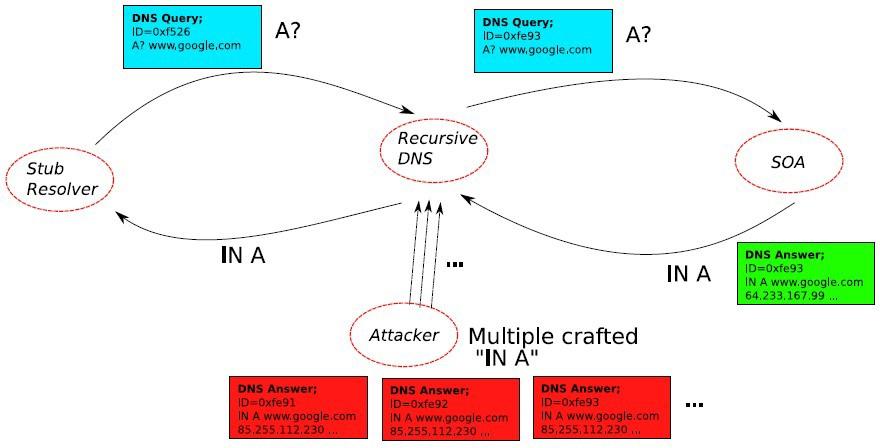 DNS Query;
ID=0xf526
A? www.google.com
A?
DNS Query;
ID=0xfe93
A? www.google.com
A?
Stub
Resolver
Recursive
DNS
SOA
IN A
...
IN A
DNS Answer;
ID=0xfe93
IN A www.google.com
64.233.167.99 ...
Attacker
Multiple crafted
"IN A"
DNS Answer;
ID=0xfe91
IN A www.google.com
85.255.112.230 ...
DNS Answer;
ID=0xfe92
IN A www.google.com
85.255.112.230 ...
DNS Answer;
ID=0xfe93
IN A www.google.com
85.255.112.230 ...
...